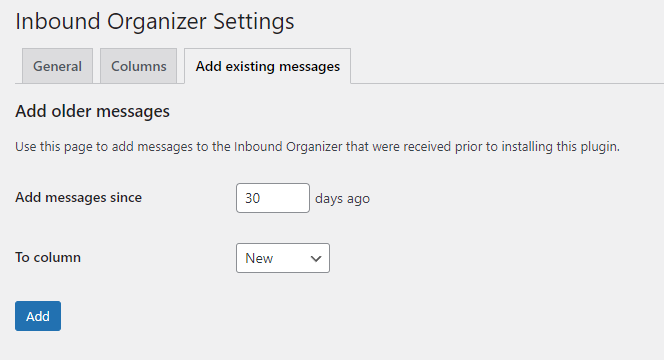 Inbound Organizer Settings
General Columns Add existing messages
Add older messages
Use this page to add messages to the Inbound Organizer that were received prior to installing this plugin.
Add messages since 30 days ago
To column New
Add